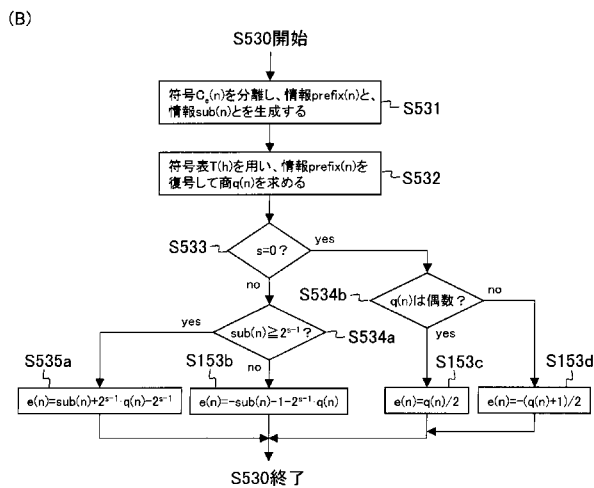 (B)
S530開始
符号Ce(n)を分離し、情報prefix(n)と、
情報sub(n)とを生成する
S531
符号表T(h)を用い、情報prefix(n)を
復号して商q(n)を求める
S532
S533
s=0?
yes
no
S534b
q(n)は偶数?
no
yes
sub(n)≧2^{s-1}?
S534a
yes
no
S535a
S153b
S153c
S153d
e(n)=sub(n)+2^{s-1}・q(n)-2^{s-1}
e(n)=-sub(n)-1-2^{s-1}・q(n)
e(n)=q(n)/2
e(n)=-(q(n)+1)/2
S530終了